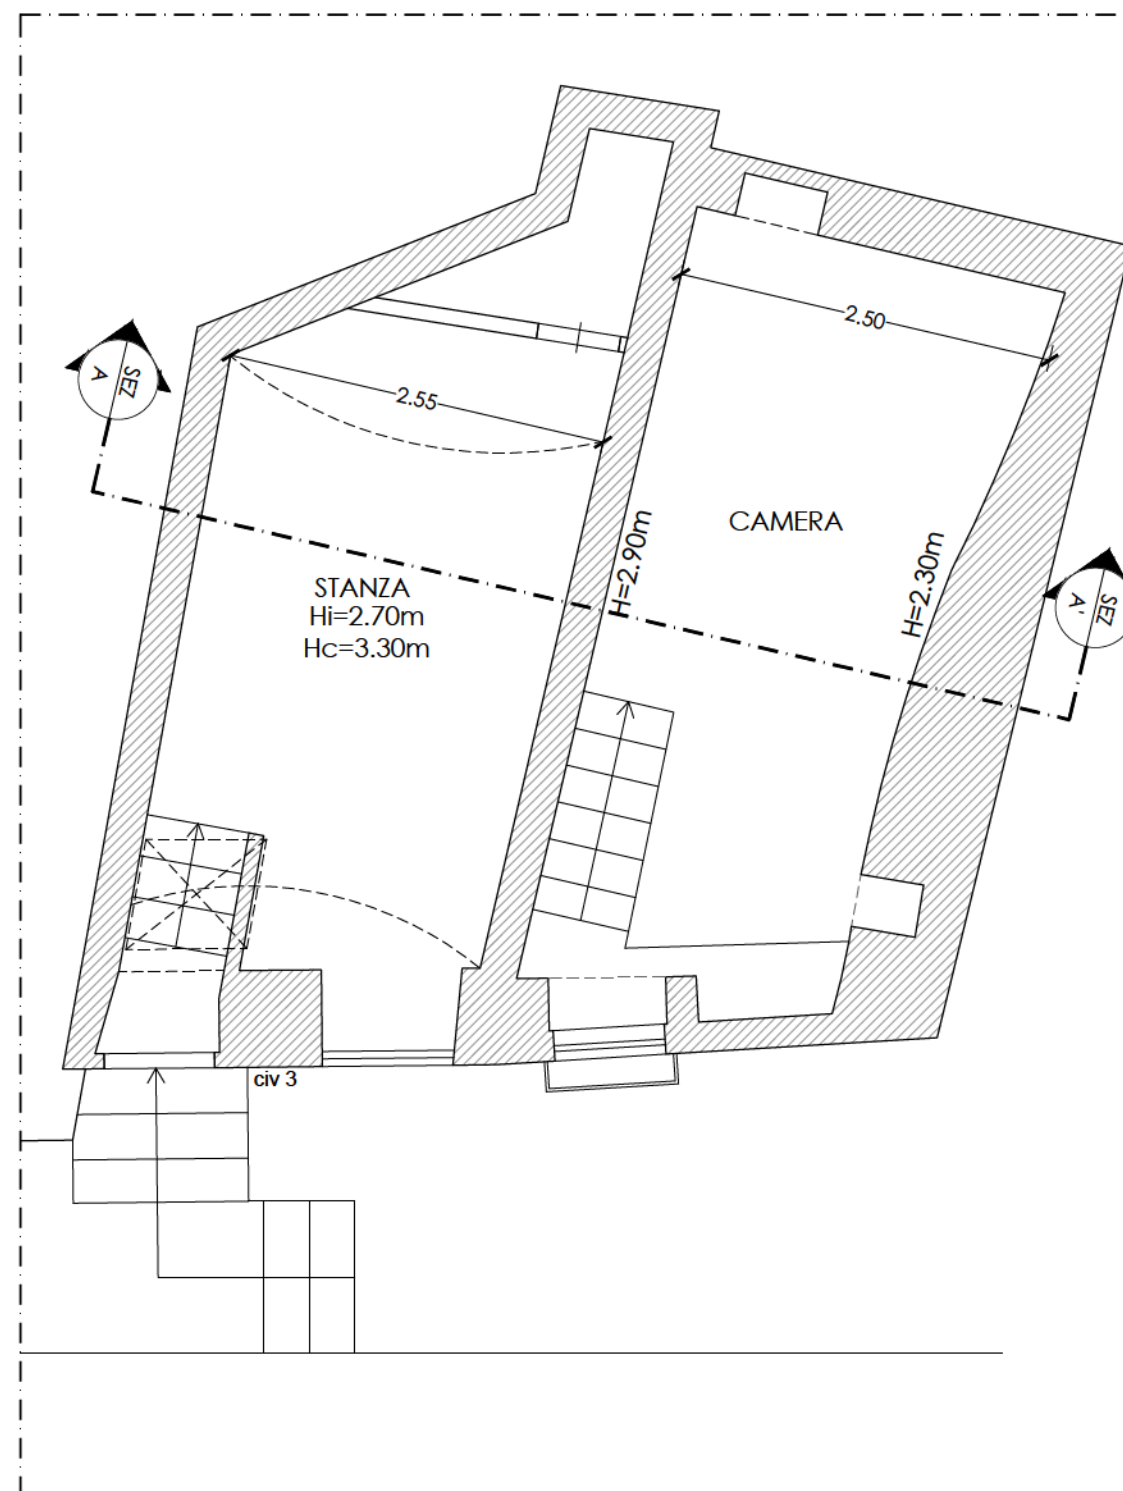 2.50
SEZ
A
2.55
CAMERA
H=2.90m
H=2.30m
STANZA
Hi=2.70m
Hc=3.30m
SEZ
A'
civ 3